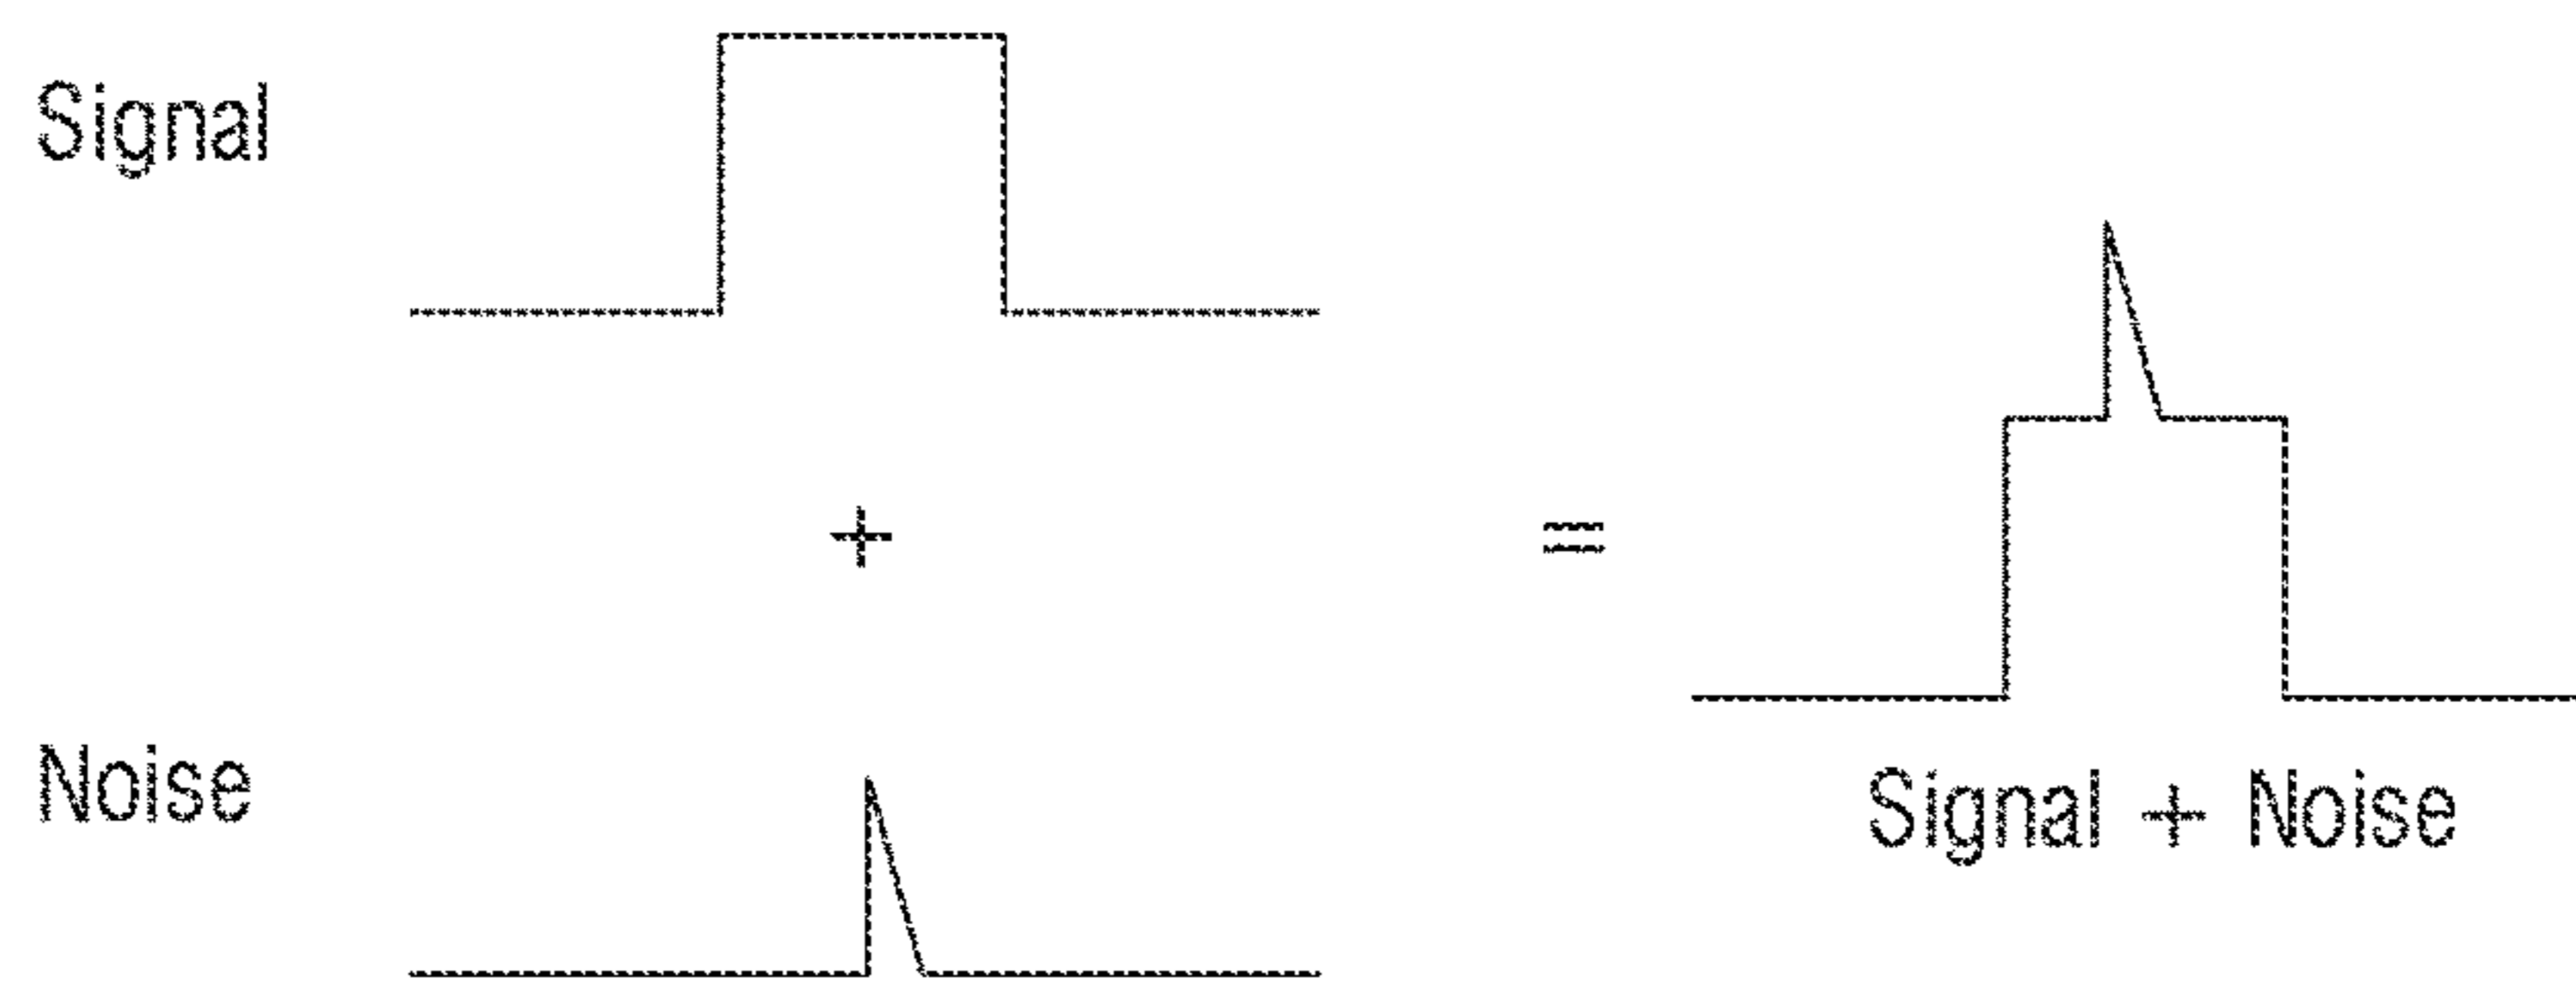 Signal
+
=
Noise
Signal + Noise